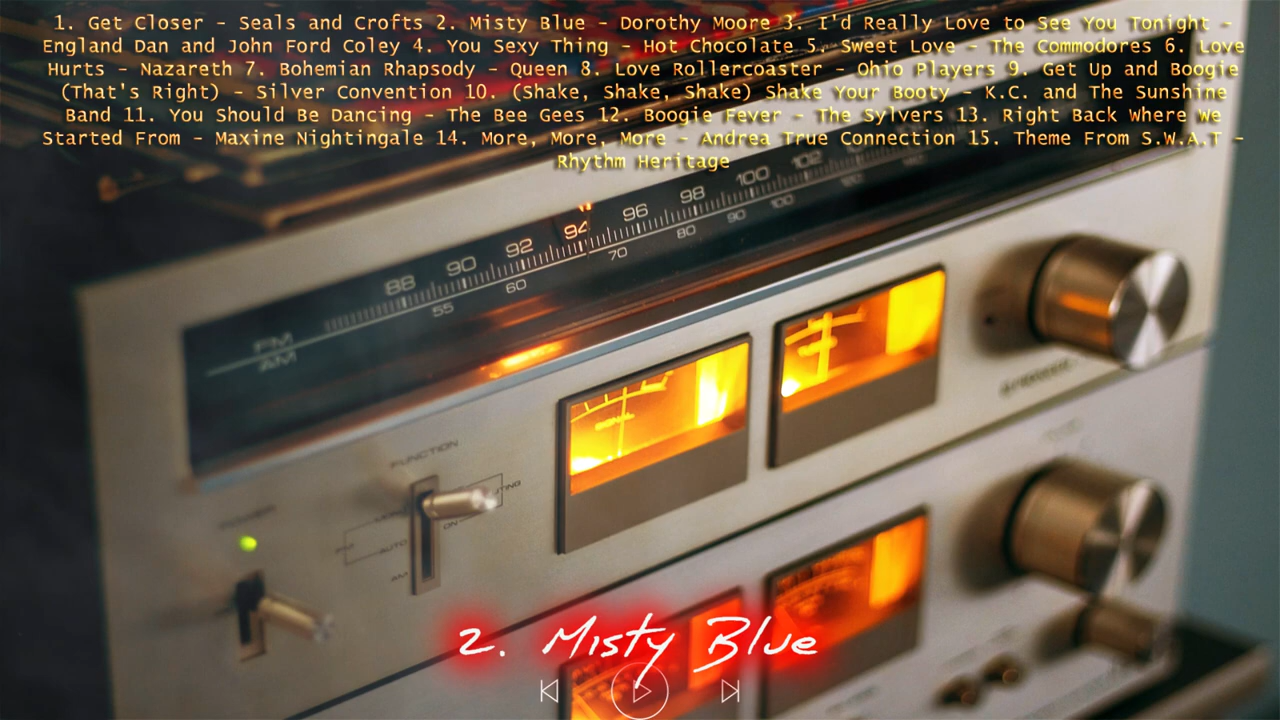 1. Get Closer - Seals and Crofts 2. Misty Blue - Dorothy Moore 3. I'd Really Love to See You Tonight -
England Dan and John Ford Coley 4. You Sexy Thing - Hot Chocolate 5. Sweet Love - The Commodores 6. Love
Hurts - Nazareth 7. Bohemian Rhapsody - Queen 8. Love Rollercoaster - Ohio Players 9. Get Up and Boogie
(That's Right) - Silver Convention 10. (Shake, Shake, Shake) Shake Your Booty - K.C. and The Sunshine
Band 11. You Should Be Dancing - The Bee Gees 12. Boogie Fever - The Sylvers 13. Right Back Where We
Started From - Maxine Nightingale 14. More, More, More - Andrea True Connection 15. Theme From S.W.A.T -
Rhythm Heritage
88 90 92 94 96 98 100 102
55 60 70 80 90 100
FM
AM
FUNCTION
POWER
MONO
ON
FM
AUTO
AM
2. Misty Blue